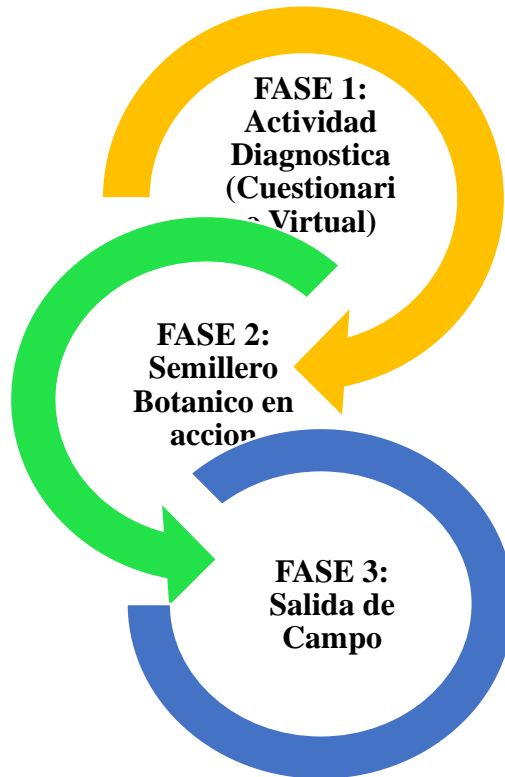 FASE 1:
Actividad
Diagnostica
(Cuestionari
o Virtual)
FASE 2:
Semillero
Botanico en
accion
FASE 3:
Salida de
Campo